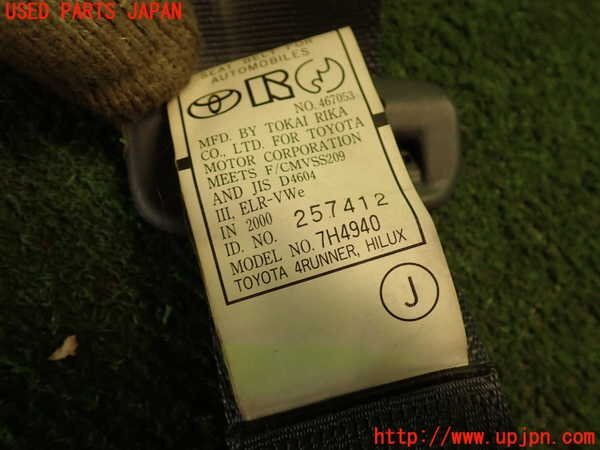 USED PARTS JAPAN
SEAT BELT FOR
AUTOMOBILES
NO. 467053
MFD. BY TOKAI RIKA
CO., LTD. FOR TOYOTA
MOTOR CORPORATION
MEETS F/CMVSS209
AND JIS D4604
III, ELR-VWe
IN 2000
ID. NO. 257412
MODEL NO. 7H4940
TOYOTA 4RUNNER, HILUX
J
http://www.upjpn.com/